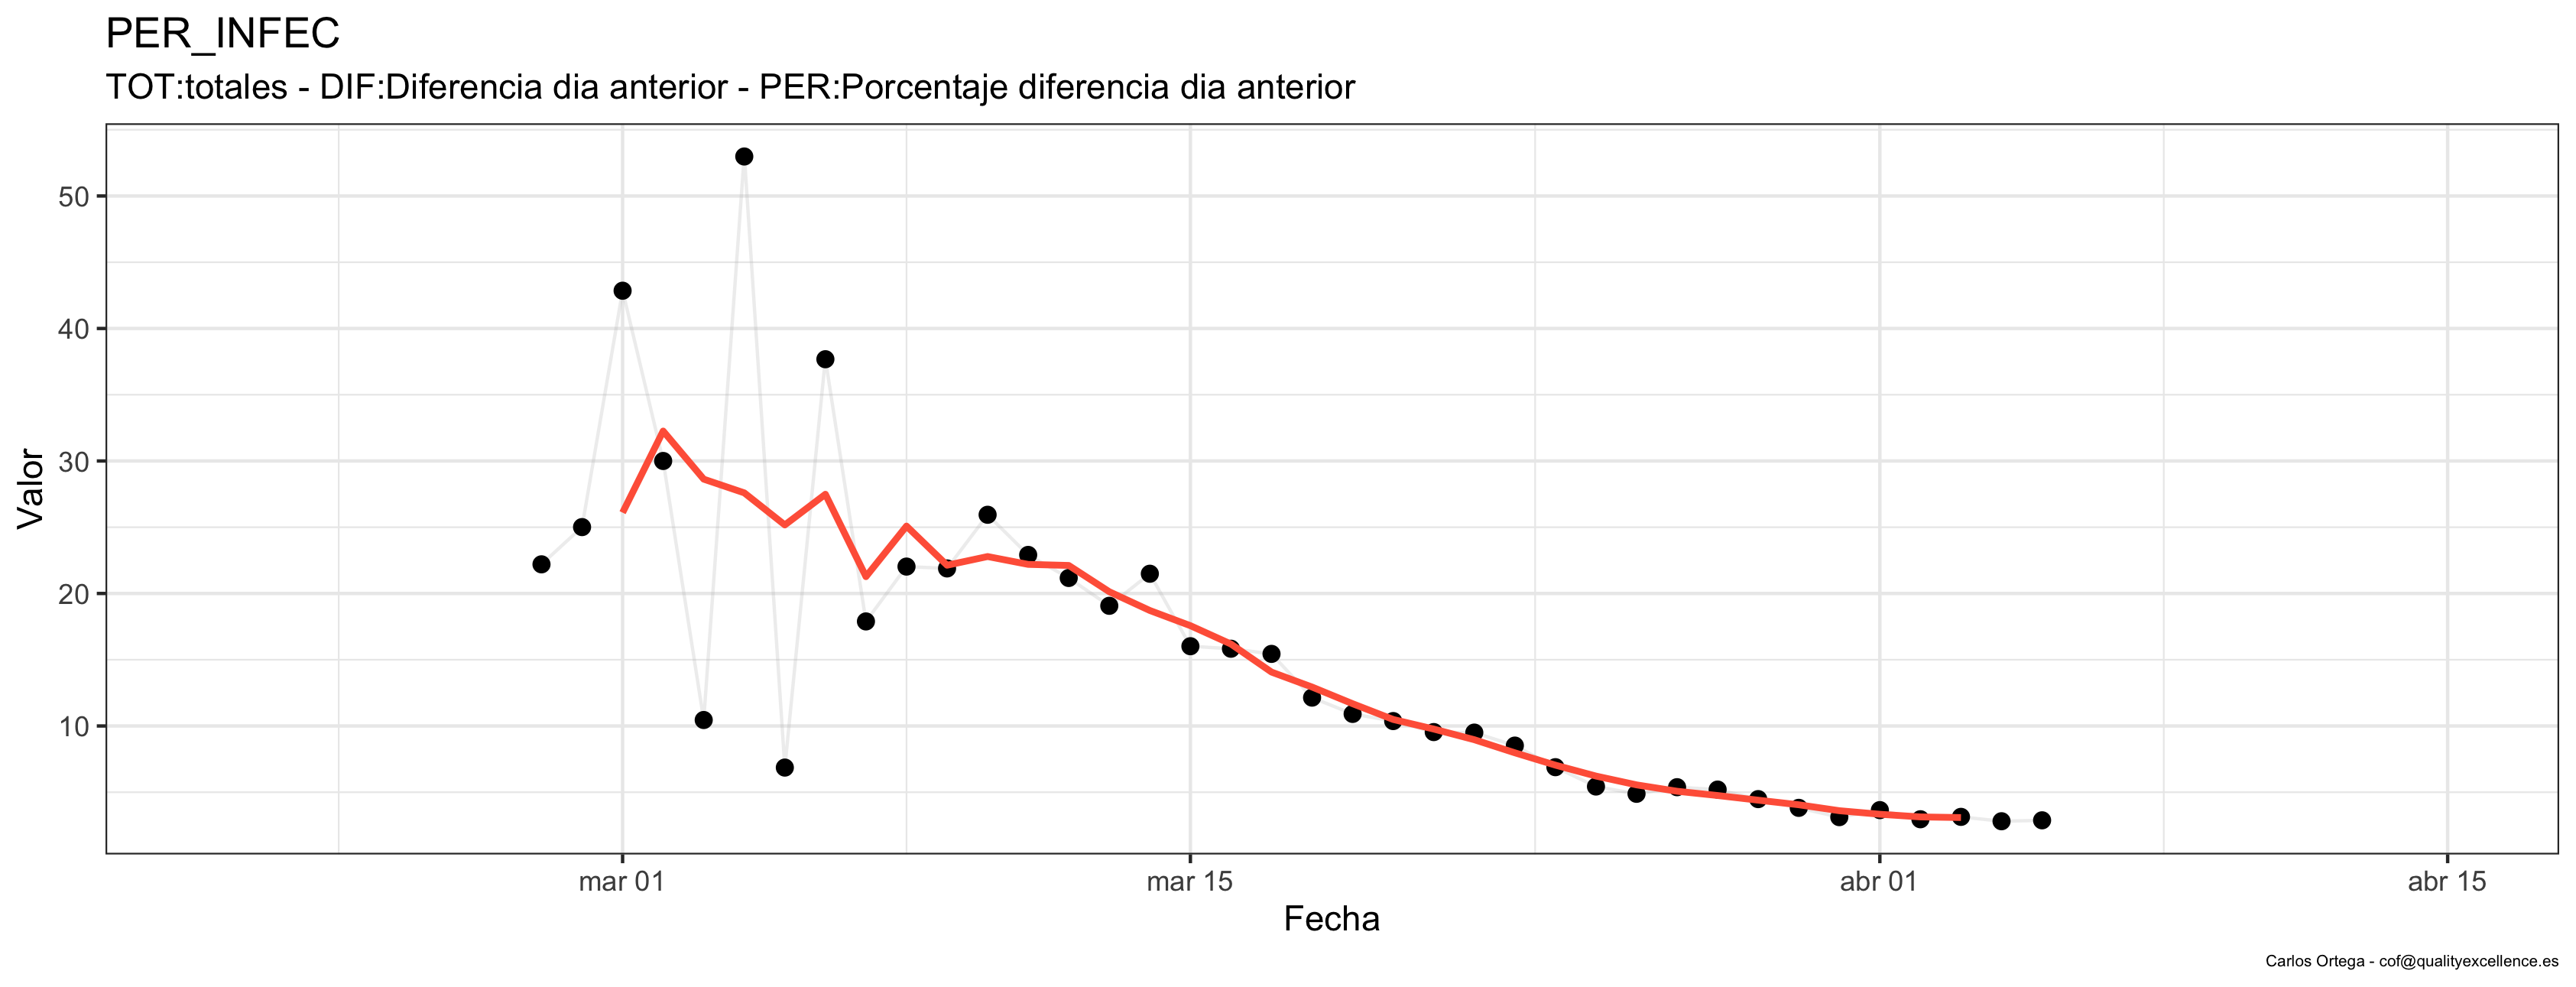 PER_INFEC
TOT:totales - DIF:Diferencia dia anterior - PER:Porcentaje diferencia dia anterior
50
40
30
20
10
Valor
mar 01
mar 15
abr 01
abr 15
Fecha
Carlos Ortega - cof@qualityexcellence.es